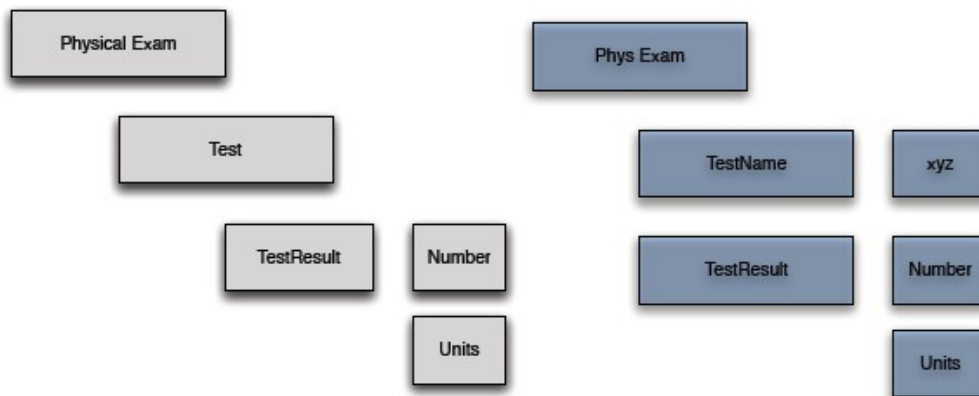 Physical Exam
Test
TestResult
Number
Units
Phys Exam
TestName
xyz
TestResult
Number
Units